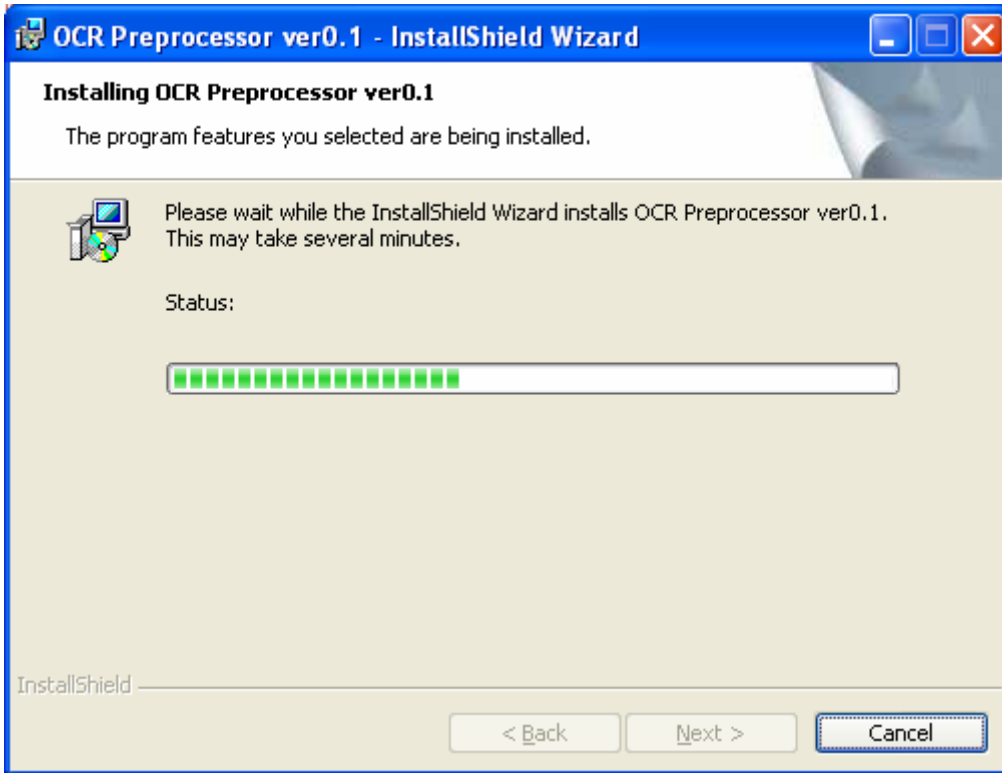 OCR Preprocessor ver0.1 - InstallShield Wizard
Installing OCR Preprocessor ver0.1
The program features you selected are being installed.
Please wait while the InstallShield Wizard installs OCR Preprocessor ver0.1.
This may take several minutes.
Status:
InstallShield
< Back Next > Cancel